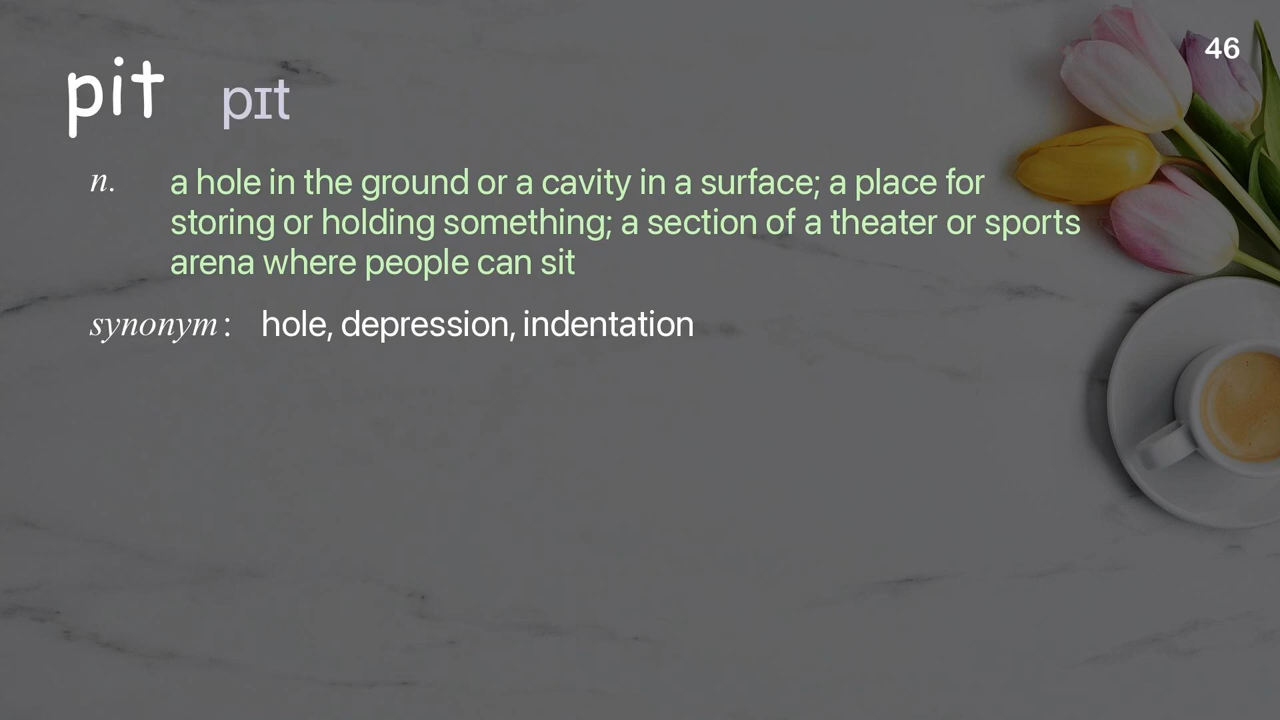 46
pit pɪt
n. a hole in the ground or a cavity in a surface; a place for
storing or holding something; a section of a theater or sports
arena where people can sit
synonym: hole, depression, indentation